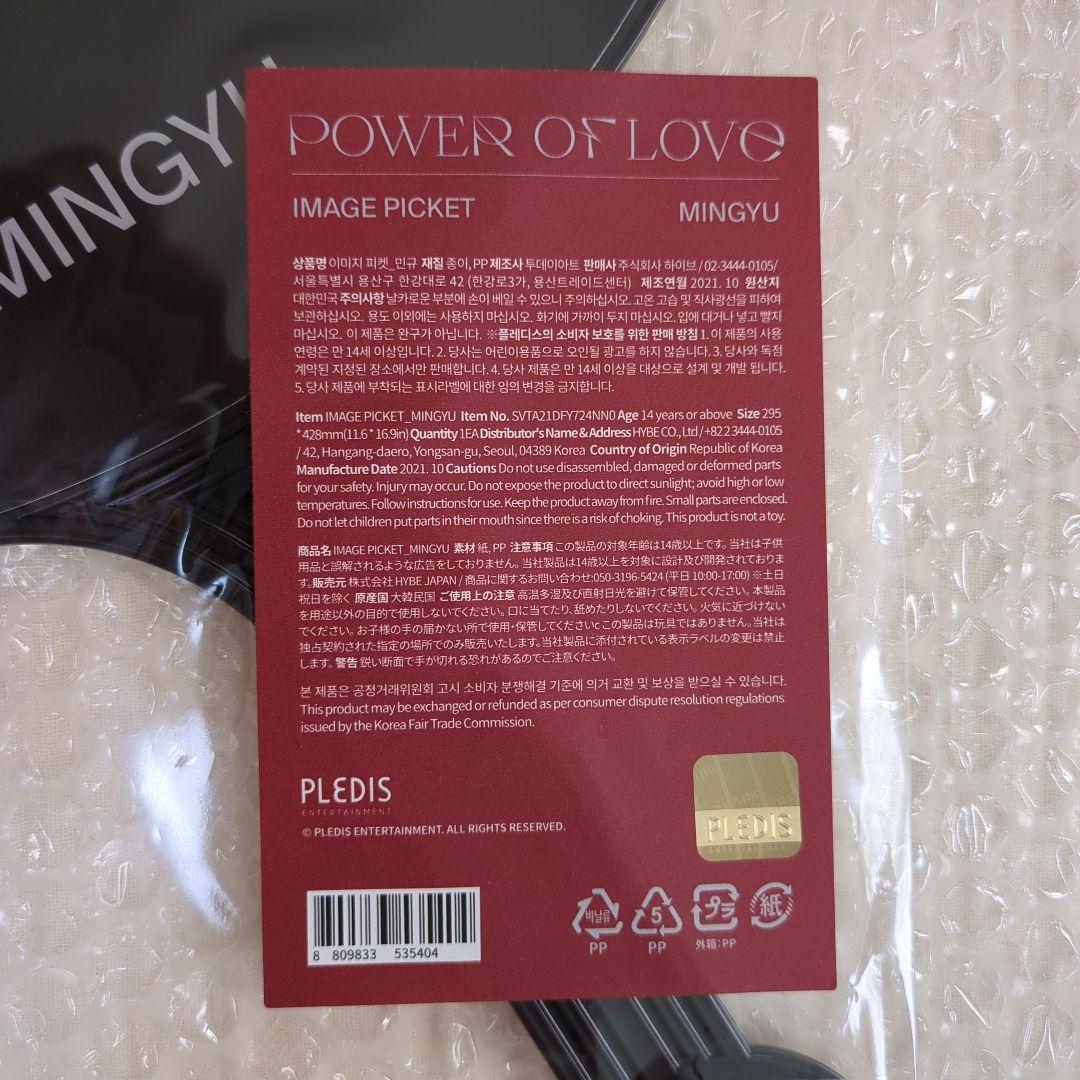 MINGYU
POWER OF LOVE
IMAGE PICKET
MINGYU
상품명 이미지 피켓_민규 재질 종이, PP 제조사 투데이아트 판매사 주식회사 하이브 / 02-3444-0105/
서울특별시 용산구 한강대로 42 (한강로3가, 용산트레이드센터) 제조연월 2021. 10 원산지
대한민국 주의사항 날카로운 부분에 손이 베일 수 있으니 주의하십시오. 고온 고습 및 직사광선을 피하여
보관하십시오. 용도 이외에는 사용하지 마십시오. 화기에 가까이 두지 마십시오. 입에 대거나 넣고 빨지
마십시오. 이 제품은 완구가 아닙니다. ※플레디스의 소비자 보호를 위한 판매 방침 1. 이 제품의 사용
연령은 만 14세 이상입니다. 2. 당사는 어린이용품으로 오인될 광고를 하지 않습니다. 3. 당사와 독점
계약된 지정된 장소에서만 판매합니다. 4. 당사 제품은 만 14세 이상을 대상으로 설계 및 개발 됩니다.
5. 당사 제품에 부착되는 표시라벨에 대한 임의 변경을 금지합니다.
Item IMAGE PICKET_MINGYU Item No. SVTA21DFY724NN0 Age 14 years or above Size 295
* 428mm(11.6 * 16.9in) Quantity 1EA Distributor's Name & Address HYBE CO., Ltd / +82 2 3444-0105
/ 42, Hangang-daero, Yongsan-gu, Seoul, 04389 Korea Country of Origin Republic of Korea
Manufacture Date 2021. 10 Cautions Do not use disassembled, damaged or deformed parts
for your safety. Injury may occur. Do not expose the product to direct sunlight; avoid high or low
temperatures. Follow instructions for use. Keep the product away from fire. Small parts are enclosed.
Do not let children put parts in their mouth since there is a risk of choking. This product is not a toy.
商品名 IMAGE PICKET_MINGYU 素材 紙, PP 注意事項 この製品の対象年齢は14歳以上です。当社は子供
用品と誤解されるような広告をしておりません。当社製品は14歳以上を対象に設計及び開発されておりま
す。販売元 株式会社 HYBE JAPAN / 商品に関するお問い合わせ:050-3196-5424 (平日 10:00-17:00) ※土日
祝日を除く 原産国 大韓民国 ご使用上の注意 高温多湿及び直射日光を避けて保管してください。本製品
を用途以外の目的で使用しないでください。口に当てたり、舐めたりしないでください。火気に近づけない
でください。お子様の手の届かない所で使用・保管してくださいcこの製品は玩具ではありません。当社は
独占契約された指定の場所でのみ販売いたします。当社製品に添付されている表示ラベルの変更は禁止
します。警告 鋭い断面で手が切れる恐れがあるのでご注意ください。
본 제품은 공정거래위원회 고시 소비자 분쟁해결 기준에 의거 교환 및 보상을 받으실 수 있습니다.
This product may be exchanged or refunded as per consumer dispute resolution regulations
issued by the Korea Fair Trade Commission.
PLEDIS
ENTERTAINMENT
© PLEDIS ENTERTAINMENT. ALL RIGHTS RESERVED.
PLEDIS
ENTERTAINMENT
8 809833 535404
비닐류
PP
5
PP
プラ
外箱:PP
紙